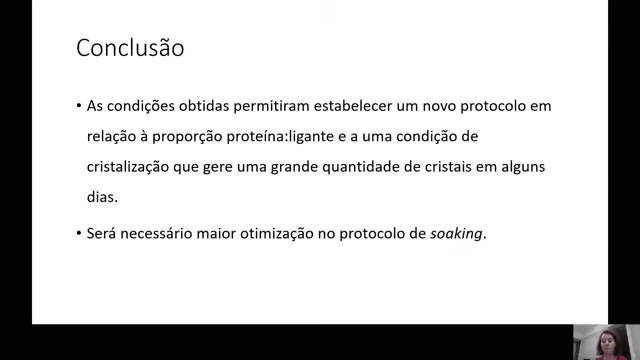 Conclusão
• As condições obtidas permitiram estabelecer um novo protocolo em
relação à proporção proteína:ligante e a uma condição de
cristalização que gere uma grande quantidade de cristais em alguns
dias.
• Será necessário maior otimização no protocolo de soaking.